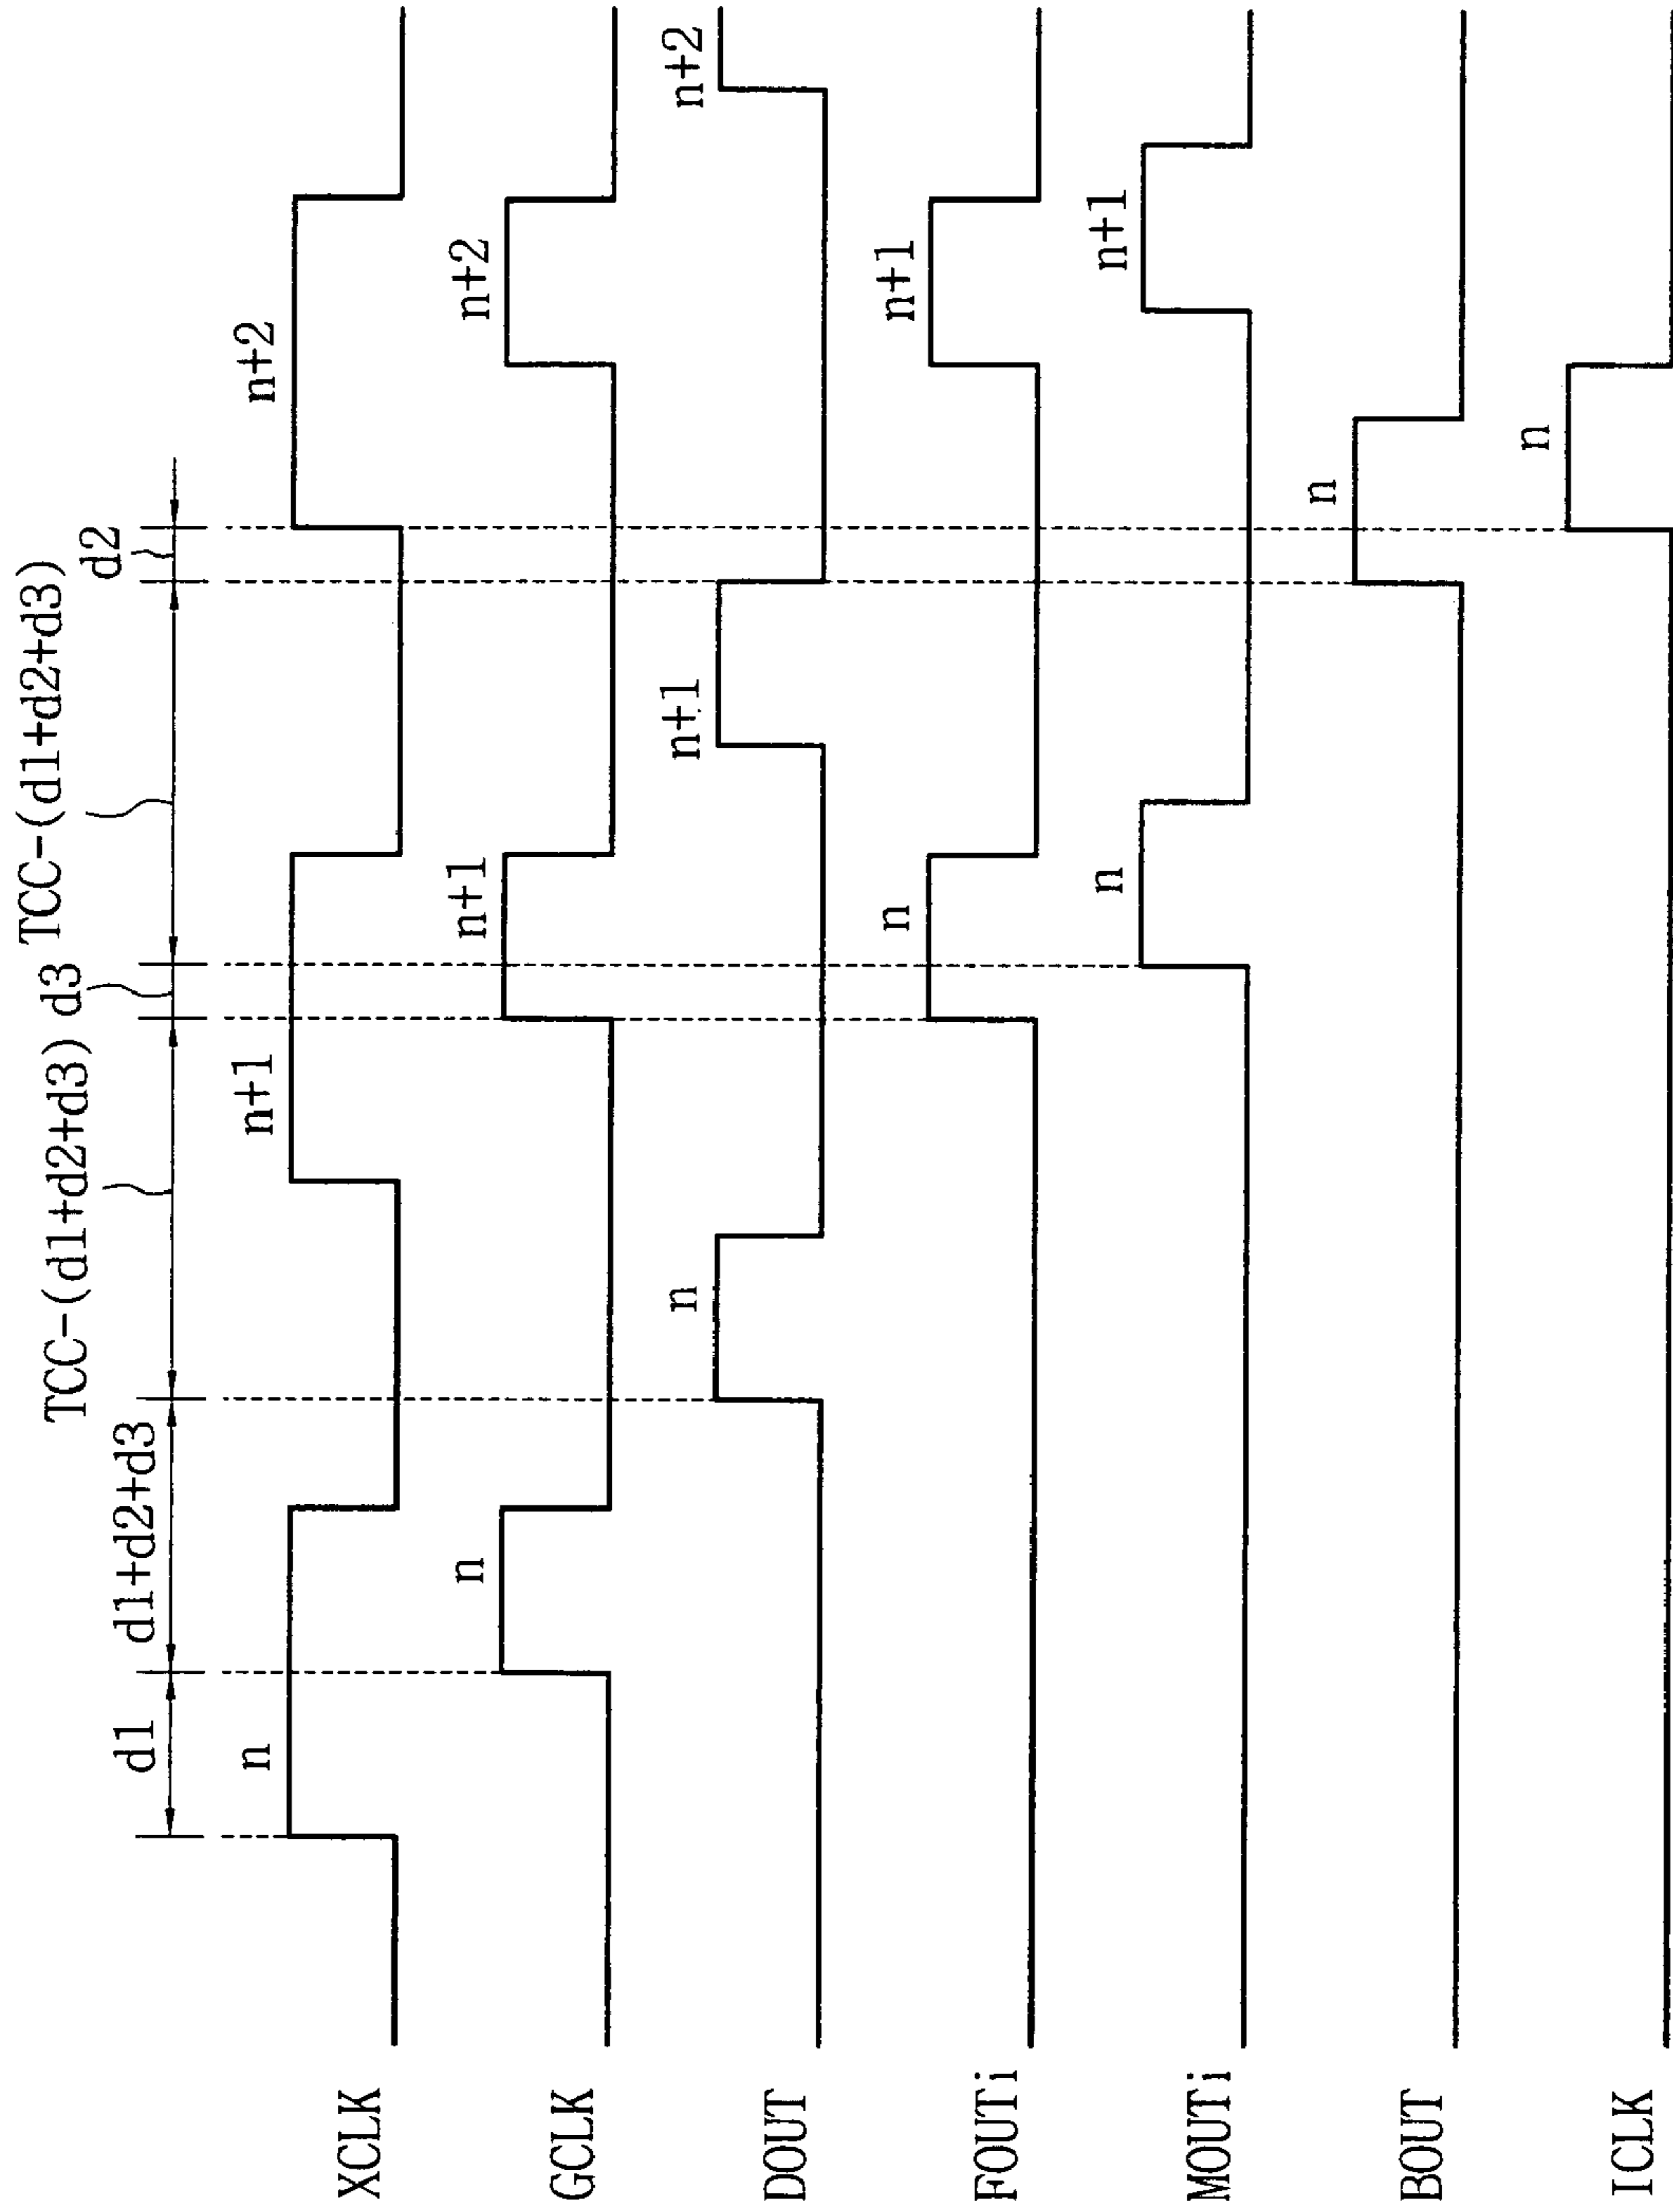 d1 d1+d2+d3 TCC-(d1+d2+d3) d3 TCC-(d1+d2+d3) d2
XCLK n n+1 n+2
GCLK n n+1 n+2
DOUT n n+1 n+2
FOUTi n n+1
MOUTi n n+1
BOUT n
ICLK n